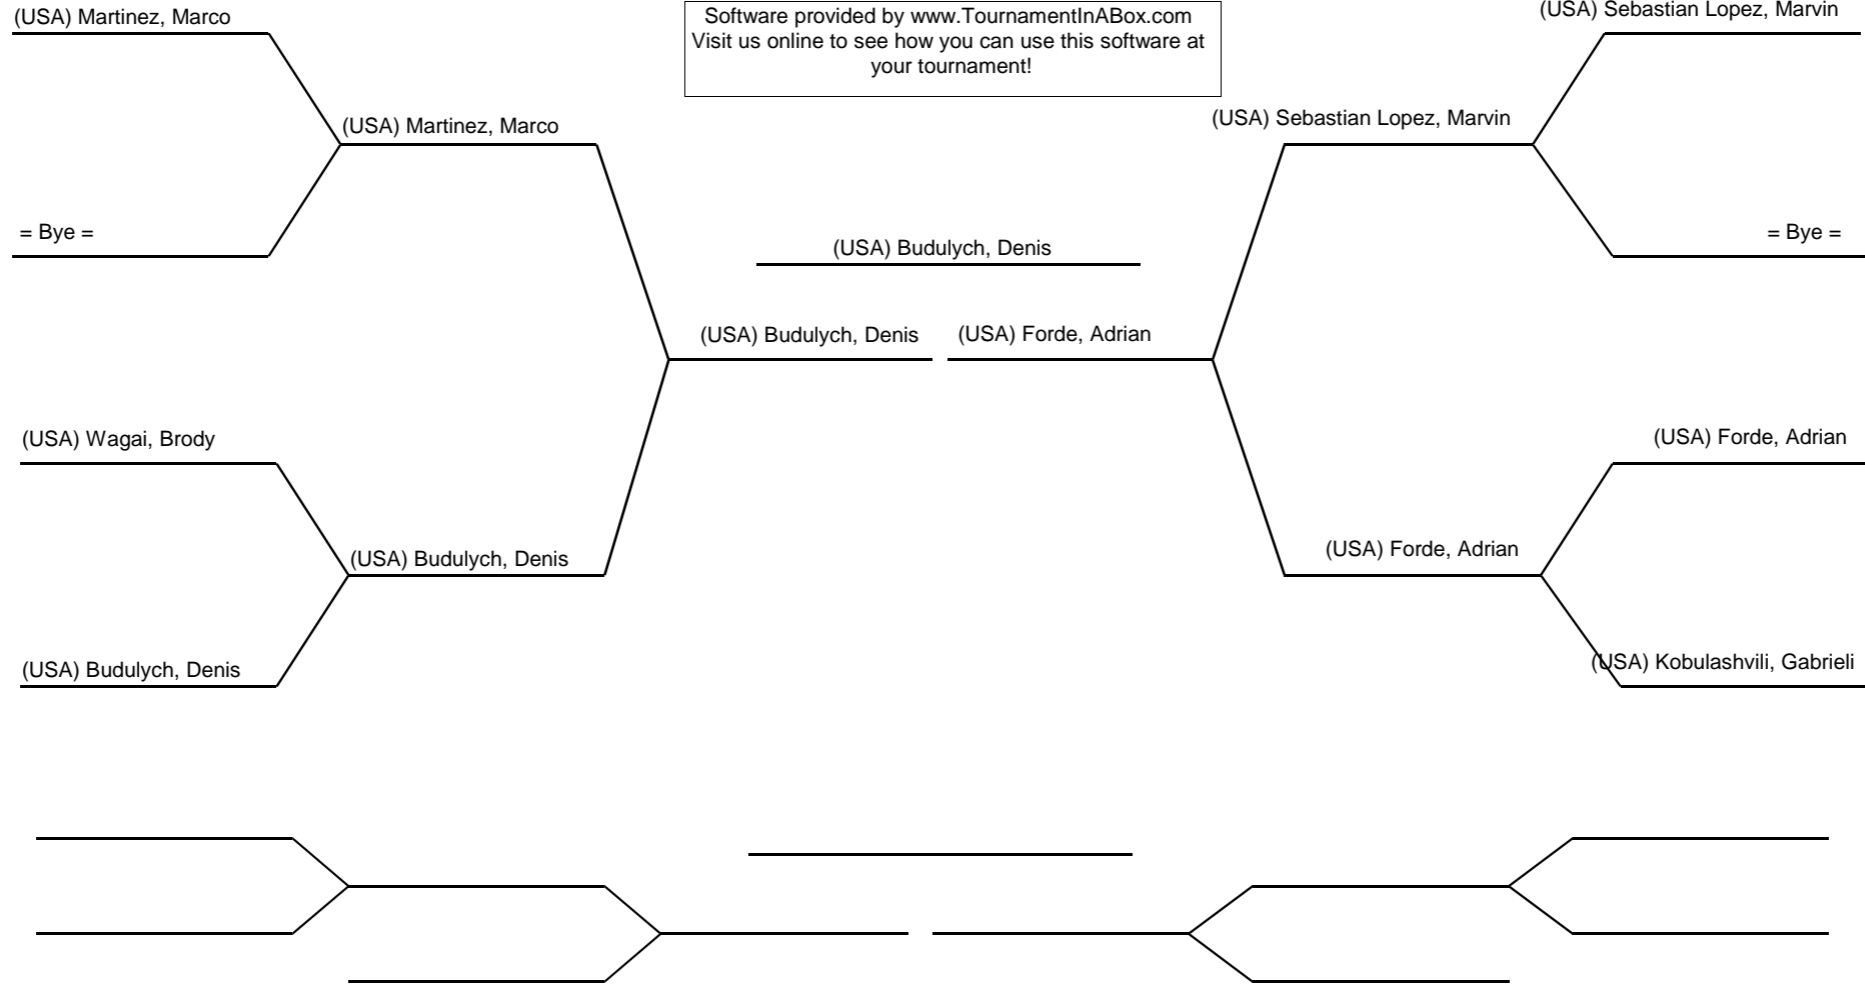 (USA) Martinez, Marco
Software provided by www.TournamentInABox.com
Visit us online to see how you can use this software at
your tournament!
(USA) Sebastian Lopez, Marvin
(USA) Martinez, Marco
(USA) Sebastian Lopez, Marvin
= Bye =
(USA) Budulych, Denis
= Bye =
(USA) Budulych, Denis
(USA) Forde, Adrian
(USA) Wagai, Brody
(USA) Forde, Adrian
(USA) Budulych, Denis
(USA) Forde, Adrian
(USA) Budulych, Denis
(USA) Kobulashvili, Gabrieli